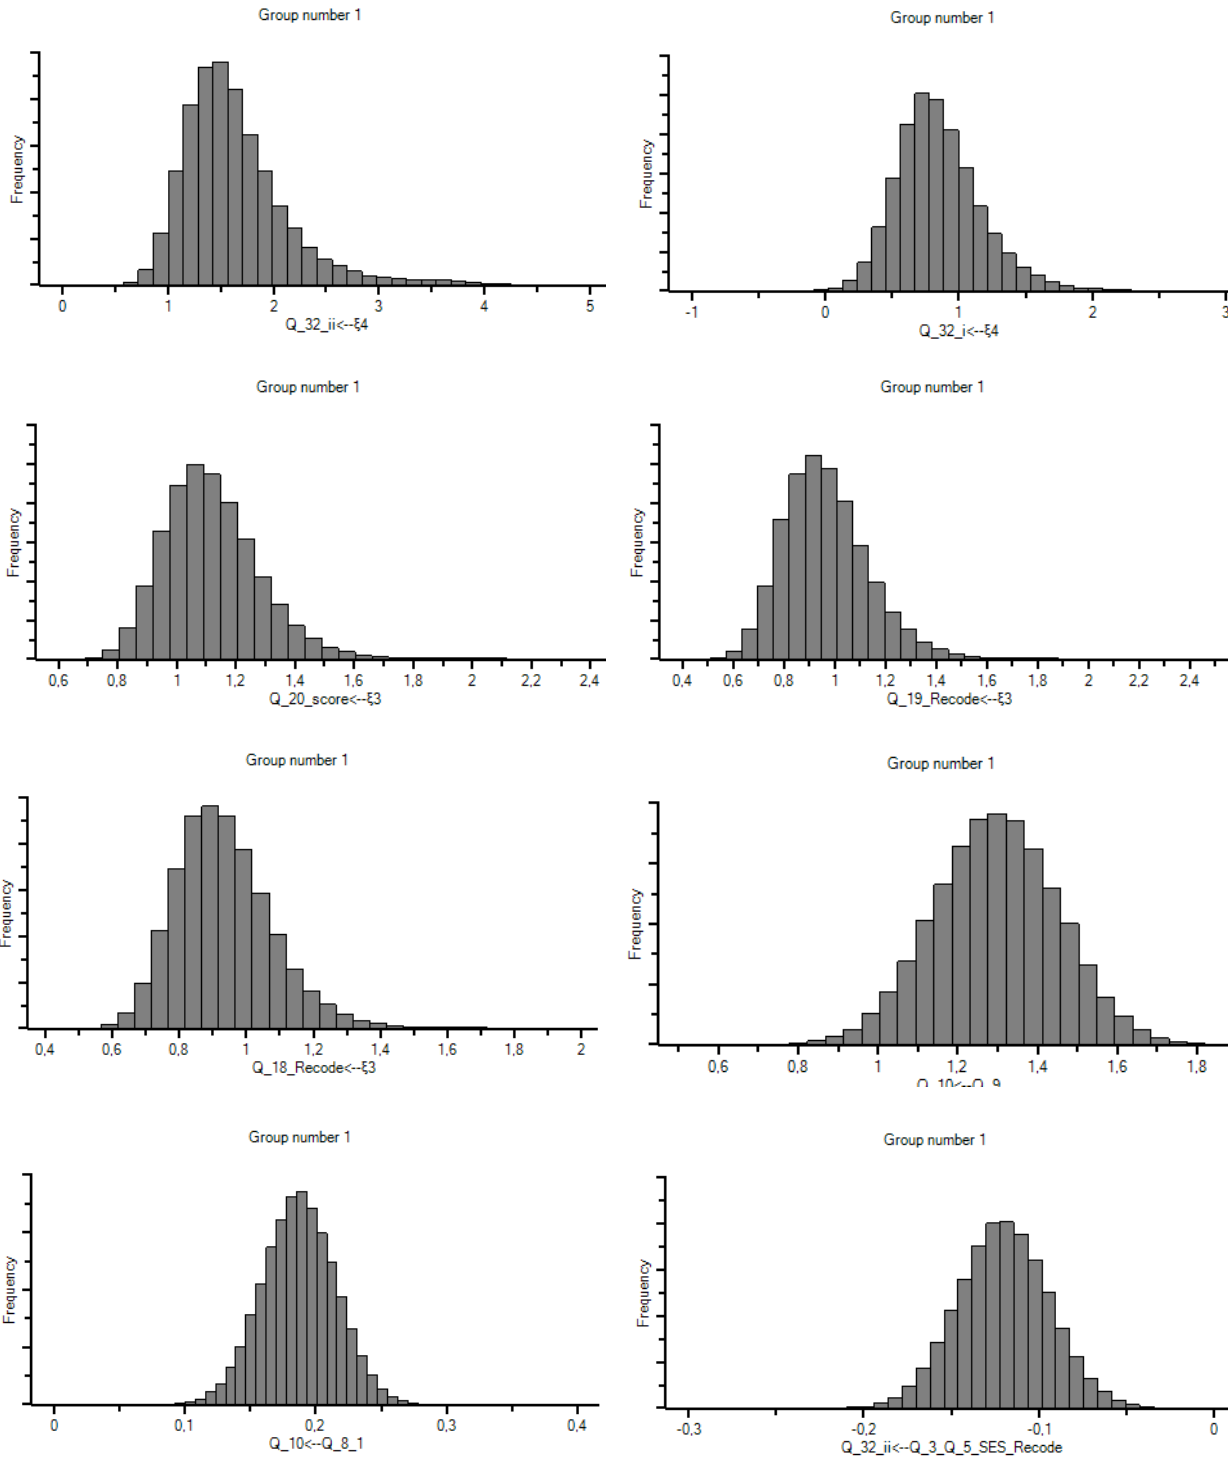 Group number 1
Frequency
0 1 2 3 4 5
Q_32_ii<--ξ4
Group number 1
Frequency
-1 0 1 2 3
Q_32_i<--ξ4
Group number 1
Frequency
0,6 0,8 1 1,2 1,4 1,6 1,8 2 2,2 2,4
Q_20_score<--ξ3
Group number 1
Frequency
0,4 0,6 0,8 1 1,2 1,4 1,6 1,8 2 2,2 2,4
Q_19_Recode<--ξ3
Group number 1
Frequency
0,4 0,6 0,8 1 1,2 1,4 1,6 1,8 2
Q_18_Recode<--ξ3
Group number 1
Frequency
0,6 0,8 1 1,2 1,4 1,6 1,8
Q_10<--Q_9
Group number 1
Frequency
0 0,1 0,2 0,3 0,4
Q_10<--Q_8_1
Group number 1
Frequency
-0,3 -0,2 -0,1 0
Q_32_ii<--Q_3_Q_5_SES_Recode